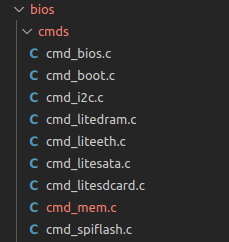 bios
cmds
C cmd_bios.c
C cmd_boot.c
C cmd_i2c.c
C cmd_litedram.c
C cmd_liteeth.c
C cmd_litesata.c
C cmd_litesdcard.c
C cmd_mem.c
C cmd_spiflash.c